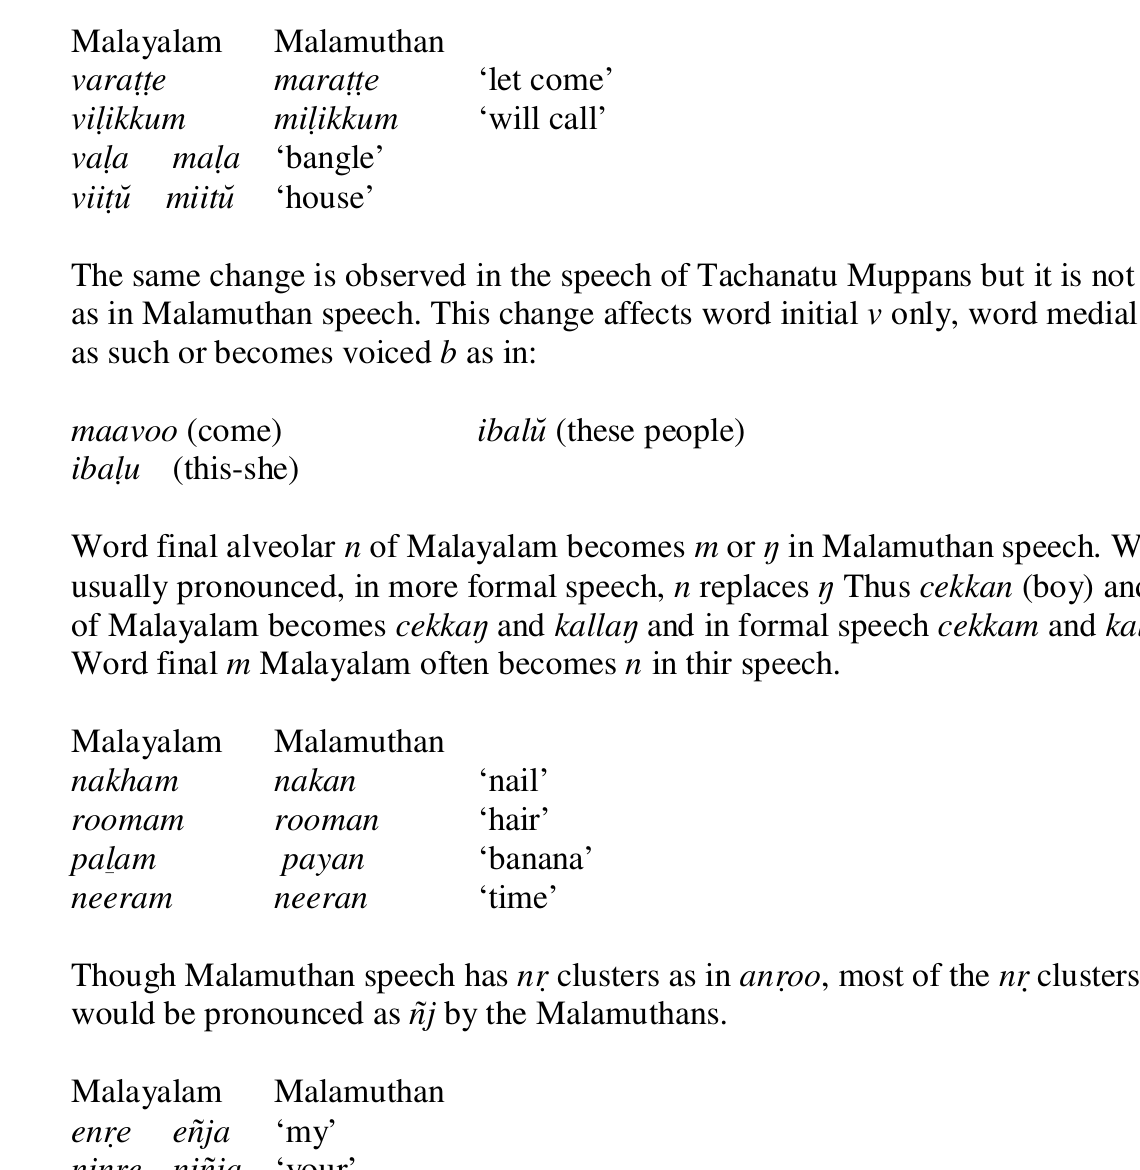 Malayalam Malamuthan
varaṭṭe maraṭṭe ‘let come’
viḷikkum miḷikkum ‘will call’
vaḷa maḷa ‘bangle’
viiṭŭ miitŭ ‘house’
The same change is observed in the speech of Tachanatu Muppans but it is not
as in Malamuthan speech. This change affects word initial v only, word medial
as such or becomes voiced b as in:
maavoo (come) ibalŭ (these people)
ibaḷu (this-she)
Word final alveolar n of Malayalam becomes m or ŋ in Malamuthan speech.
usually pronounced, in more formal speech, n replaces ŋ Thus cekkan (boy)
of Malayalam becomes cekkaŋ and kallaŋ and in formal speech cekkam and
Word final m Malayalam often becomes n in thir speech.
Malayalam Malamuthan
nakham nakan ‘nail’
roomam rooman ‘hair’
paḻam payan ‘banana’
neeram neeran ‘time’
Though Malamuthan speech has nṛ clusters as in anṛoo, most of the nṛ clusters
would be pronounced as ñj by the Malamuthans.
Malayalam Malamuthan
enṛe eñja ‘my’
‘your’